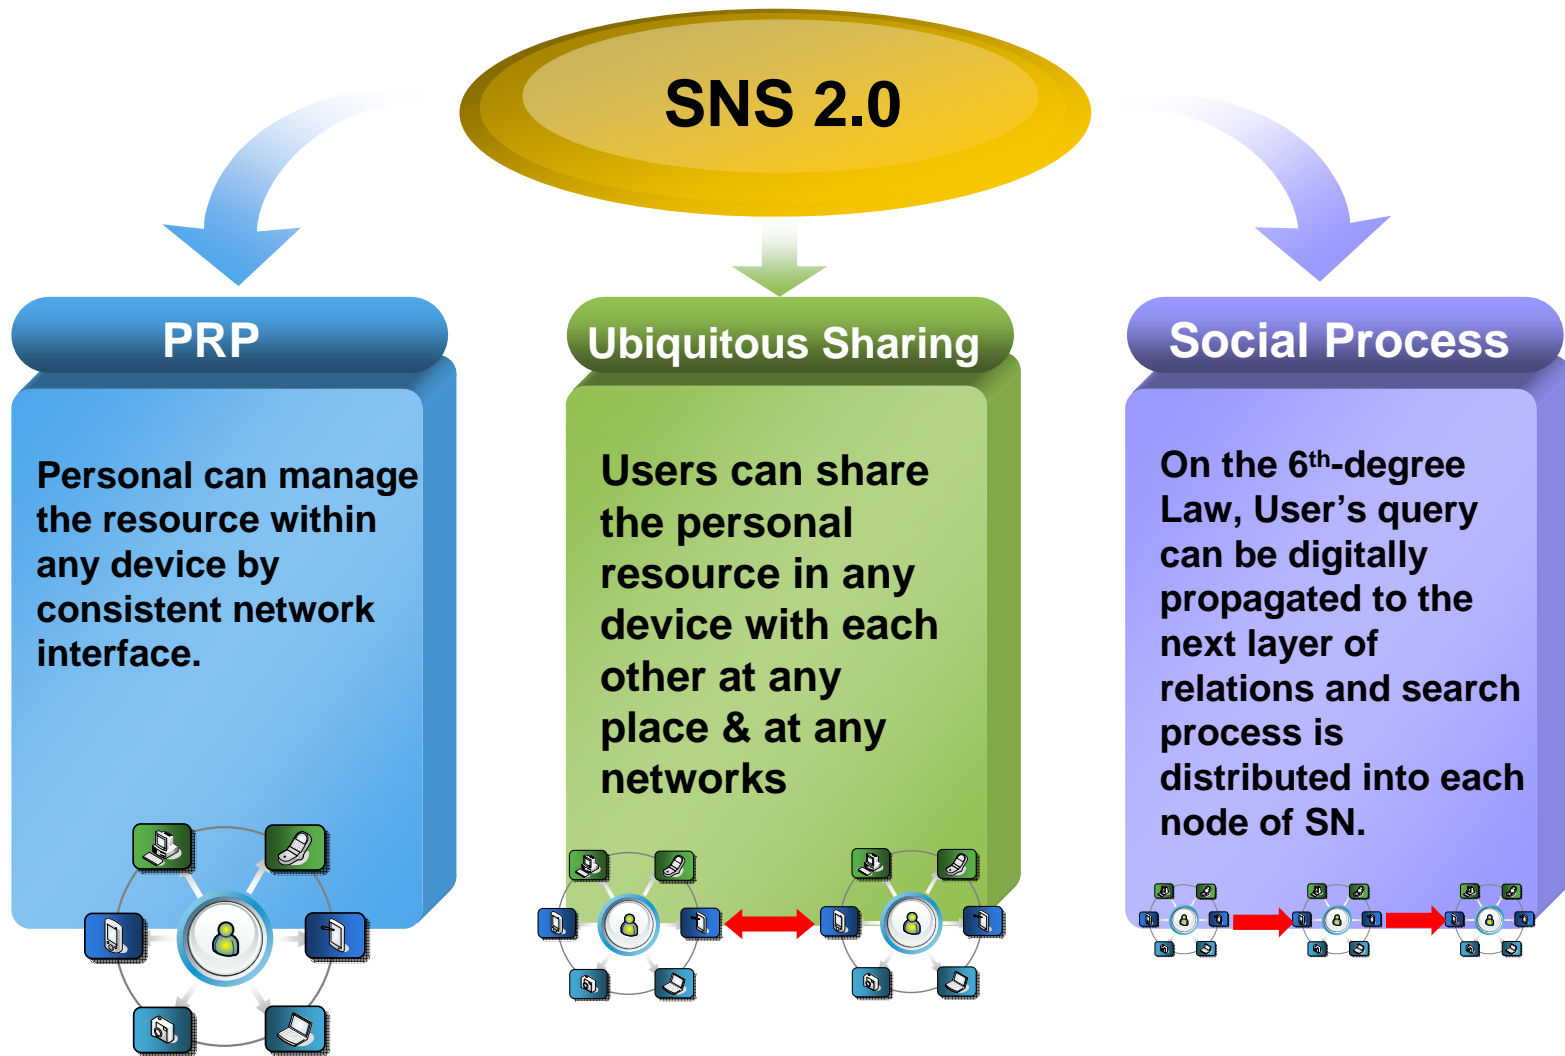 SNS 2.0
PRP
Personal can manage
the resource within
any device by
consistent network
interface.
Ubiquitous Sharing
Users can share
the personal
resource in any
device with each
other at any
place & at any
networks
Social Process
On the 6th-degree
Law, User’s query
can be digitally
propagated to the
next layer of
relations and search
process is
distributed into each
node of SN.